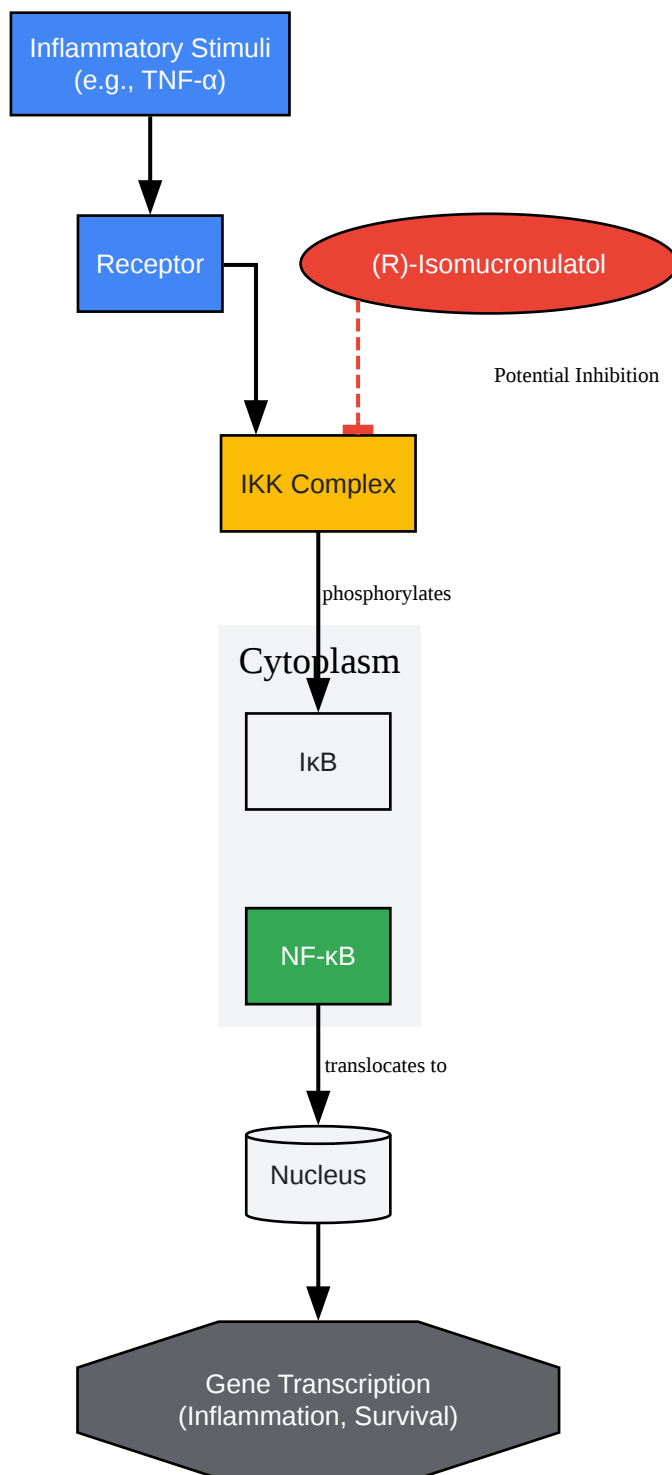 Inflammatory Stimuli
(e.g., TNF-α)
Receptor
(R)-Isomucronulatol
Potential Inhibition
IKK Complex
phosphorylates
Cytoplasm
IκB
NF-κB
translocates to
Nucleus
Gene Transcription
(Inflammation, Survival)